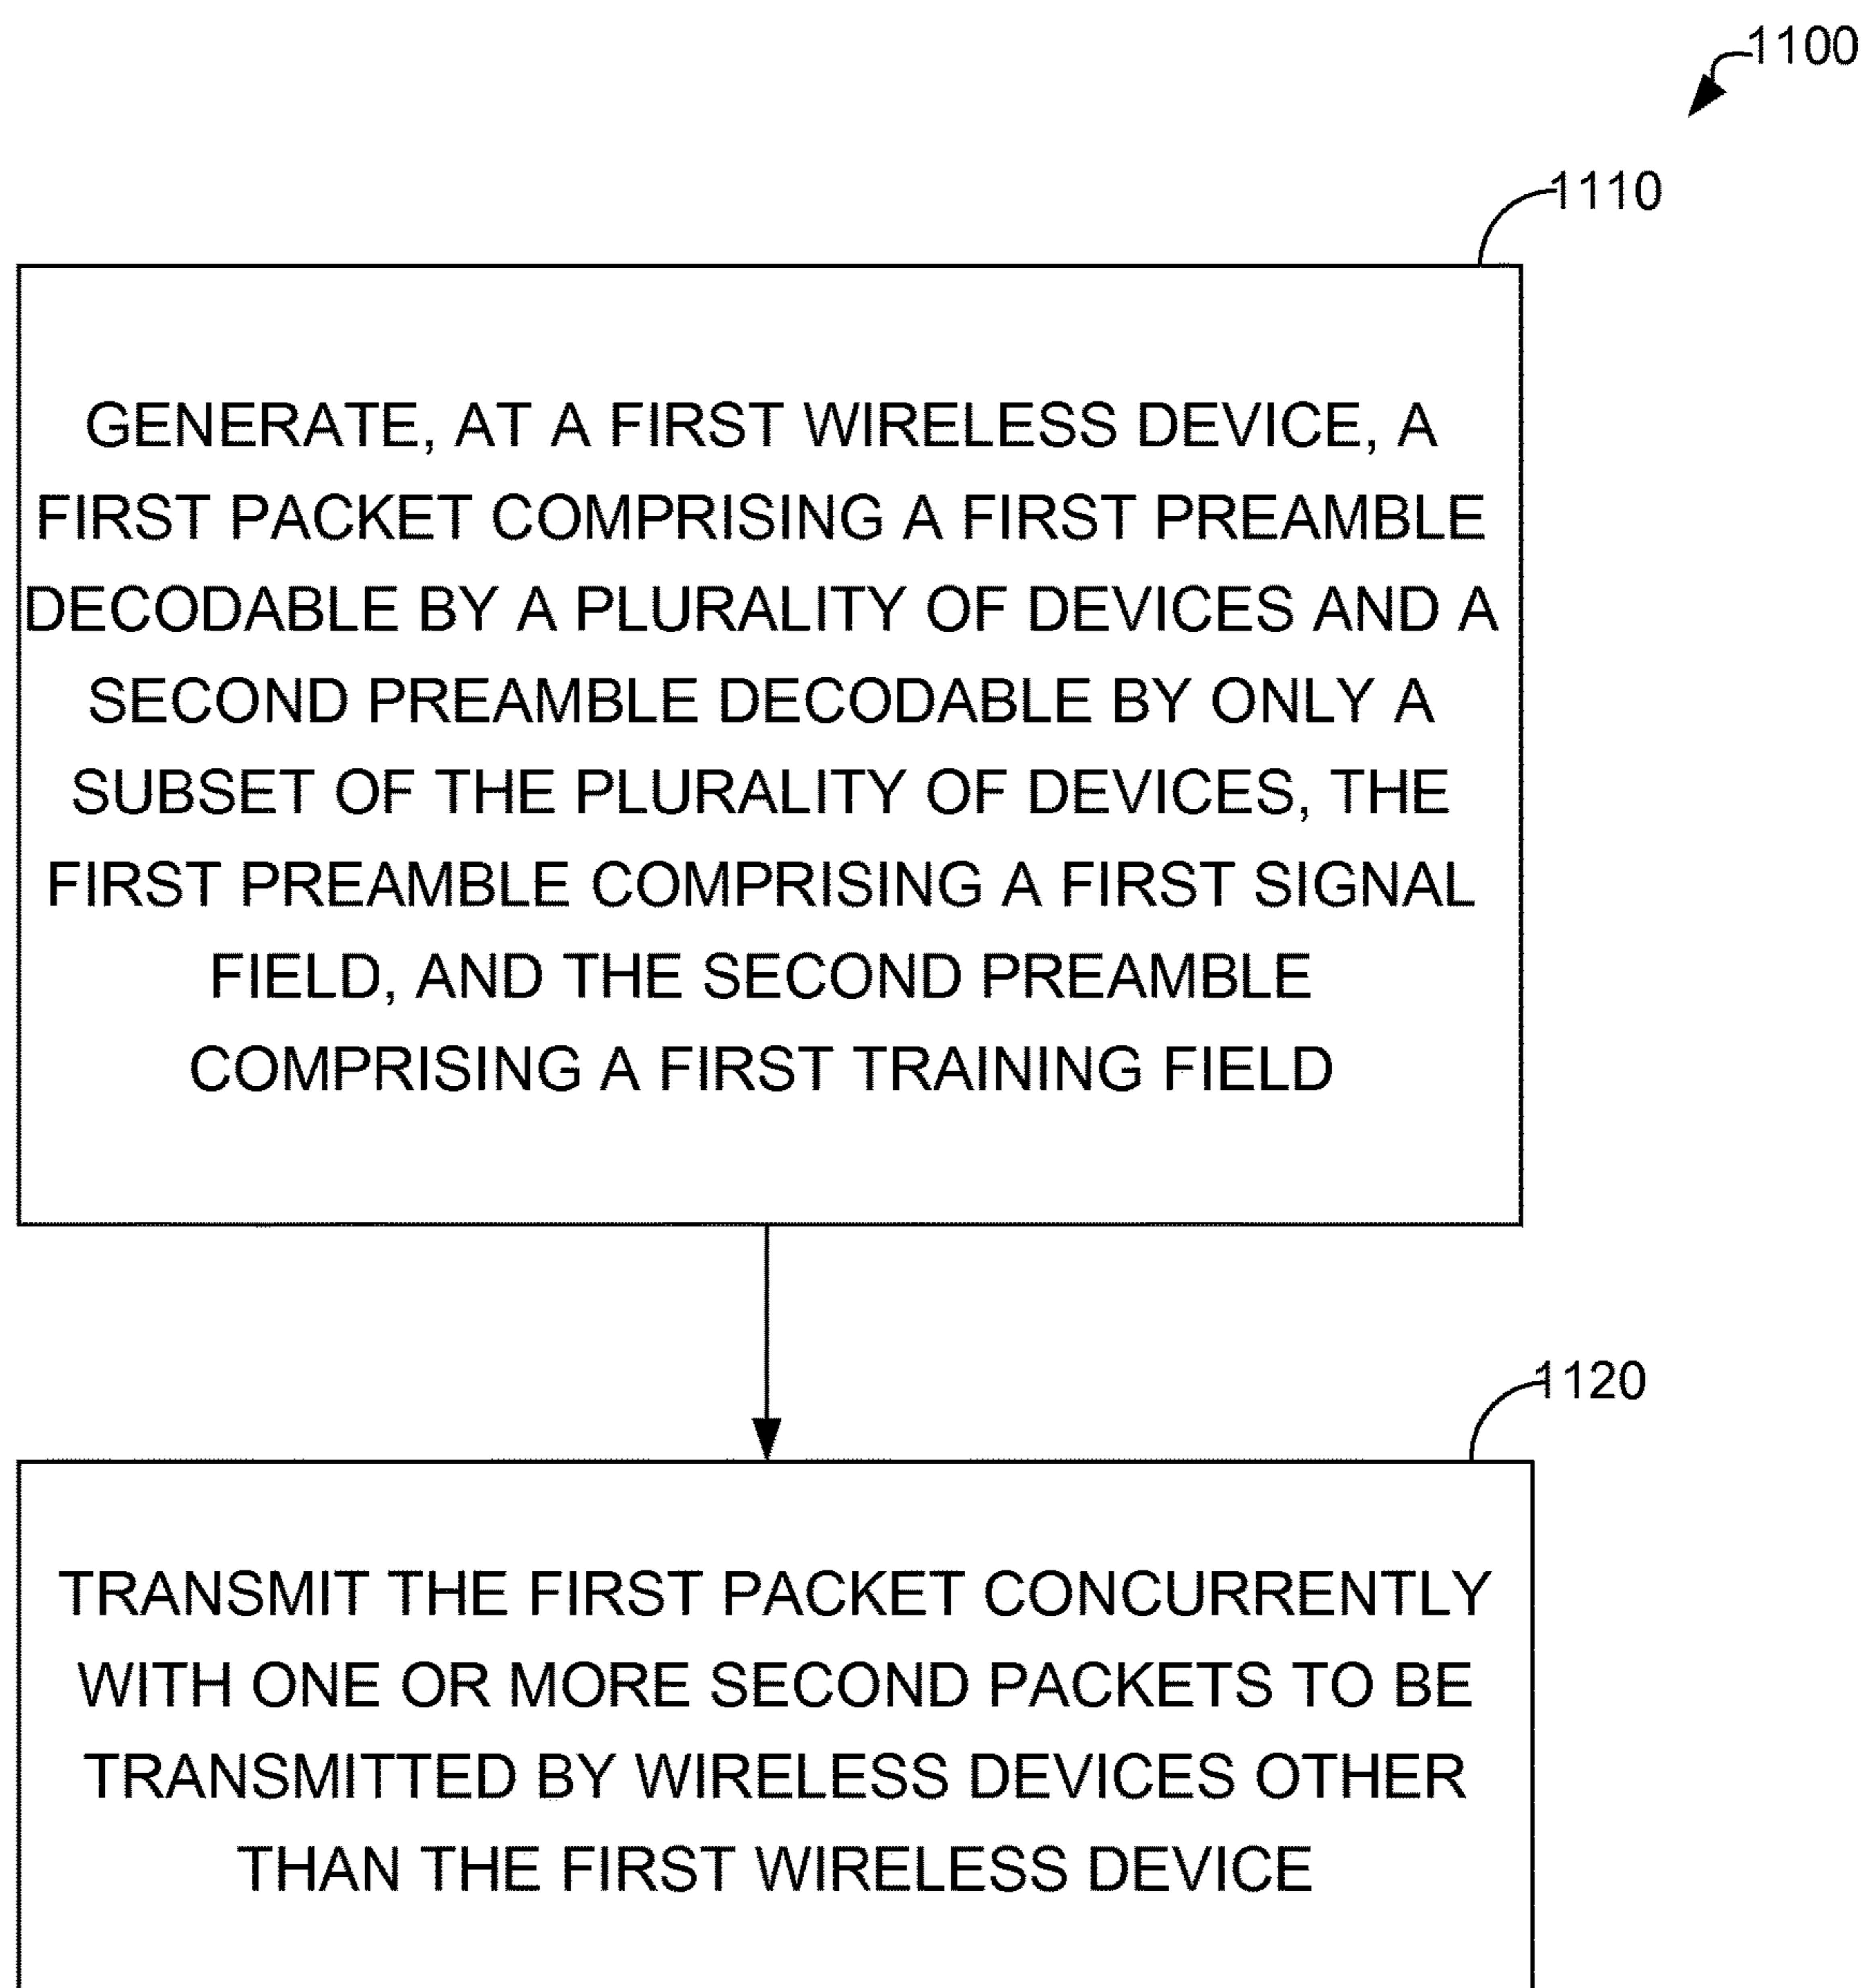 1100
1110
GENERATE, AT A FIRST WIRELESS DEVICE, A
FIRST PACKET COMPRISING A FIRST PREAMBLE
DECODABLE BY A PLURALITY OF DEVICES AND A
SECOND PREAMBLE DECODABLE BY ONLY A
SUBSET OF THE PLURALITY OF DEVICES, THE
FIRST PREAMBLE COMPRISING A FIRST SIGNAL
FIELD, AND THE SECOND PREAMBLE
COMPRISING A FIRST TRAINING FIELD
1120
TRANSMIT THE FIRST PACKET CONCURRENTLY
WITH ONE OR MORE SECOND PACKETS TO BE
TRANSMITTED BY WIRELESS DEVICES OTHER
THAN THE FIRST WIRELESS DEVICE